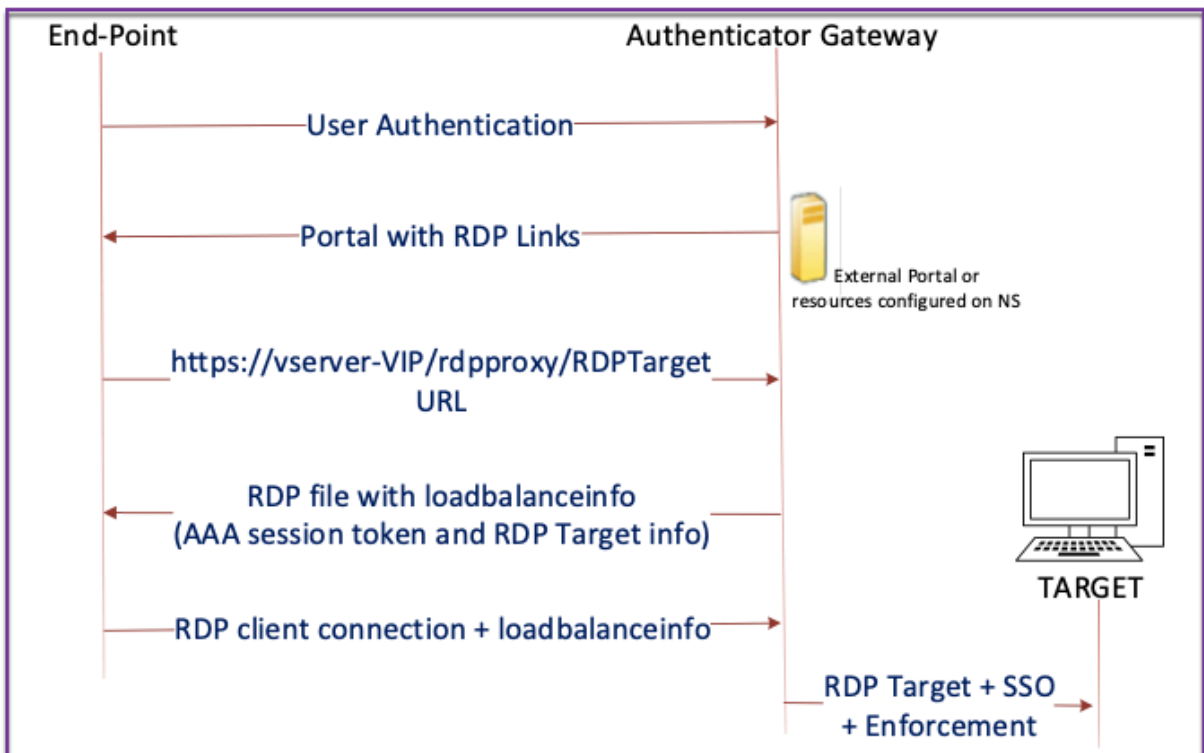 End-Point
Authenticator Gateway
User Authentication
Portal with RDP Links
External Portal or
resources configured on NS
https://vserver-VIP/rdpproxy/RDPTarget
URL
RDP file with loadbalanceinfo
(AAA session token and RDP Target info)
TARGET
RDP client connection + loadbalanceinfo
RDP Target + SSO
+ Enforcement